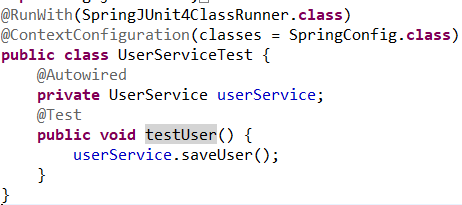 @RunWith(SpringJUnit4ClassRunner.class)
@ContextConfiguration(classes = SpringConfig.class)
public class UserServiceTest {
    @Autowired
    private UserService userService;
    @Test
    public void testUser() {
        userService.saveUser();
    }
}